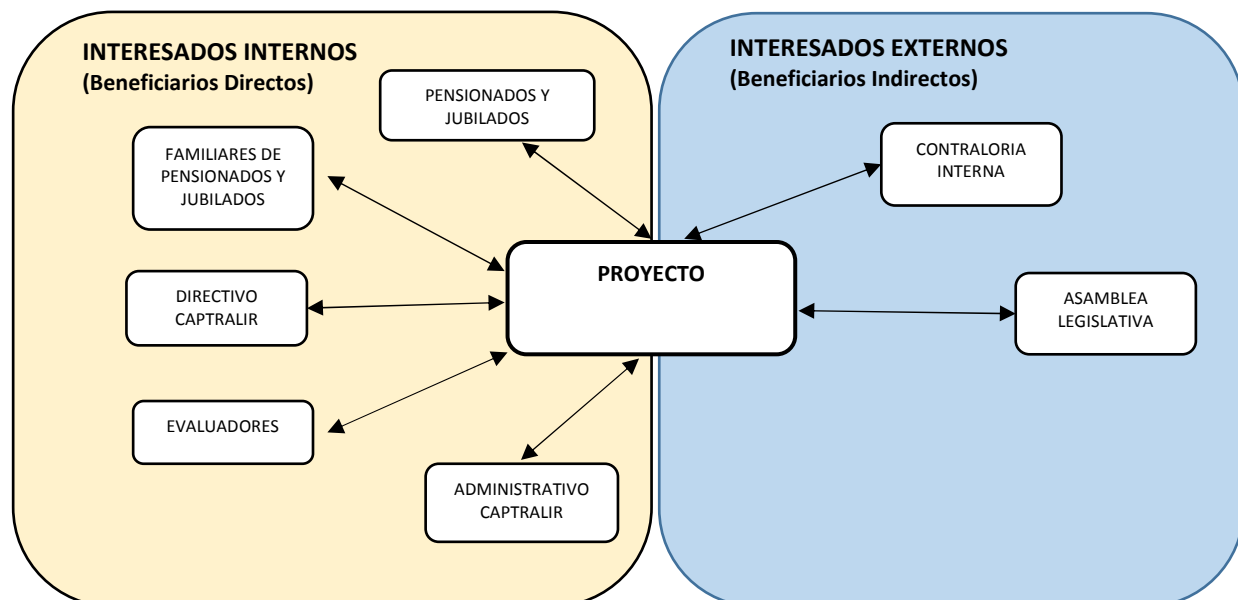 INTERESADOS INTERNOS
(Beneficiarios Directos)
PENSIONADOS Y
JUBILADOS
FAMILIARES DE
PENSIONADOS Y
JUBILADOS
DIRECTIVO
CAPTRALIR
EVALUADORES
ADMINISTRATIVO
CAPTRALIR
PROYECTO
INTERESADOS EXTERNOS
(Beneficiarios Indirectos)
CONTRALORIA
INTERNA
ASAMBLEA
LEGISLATIVA